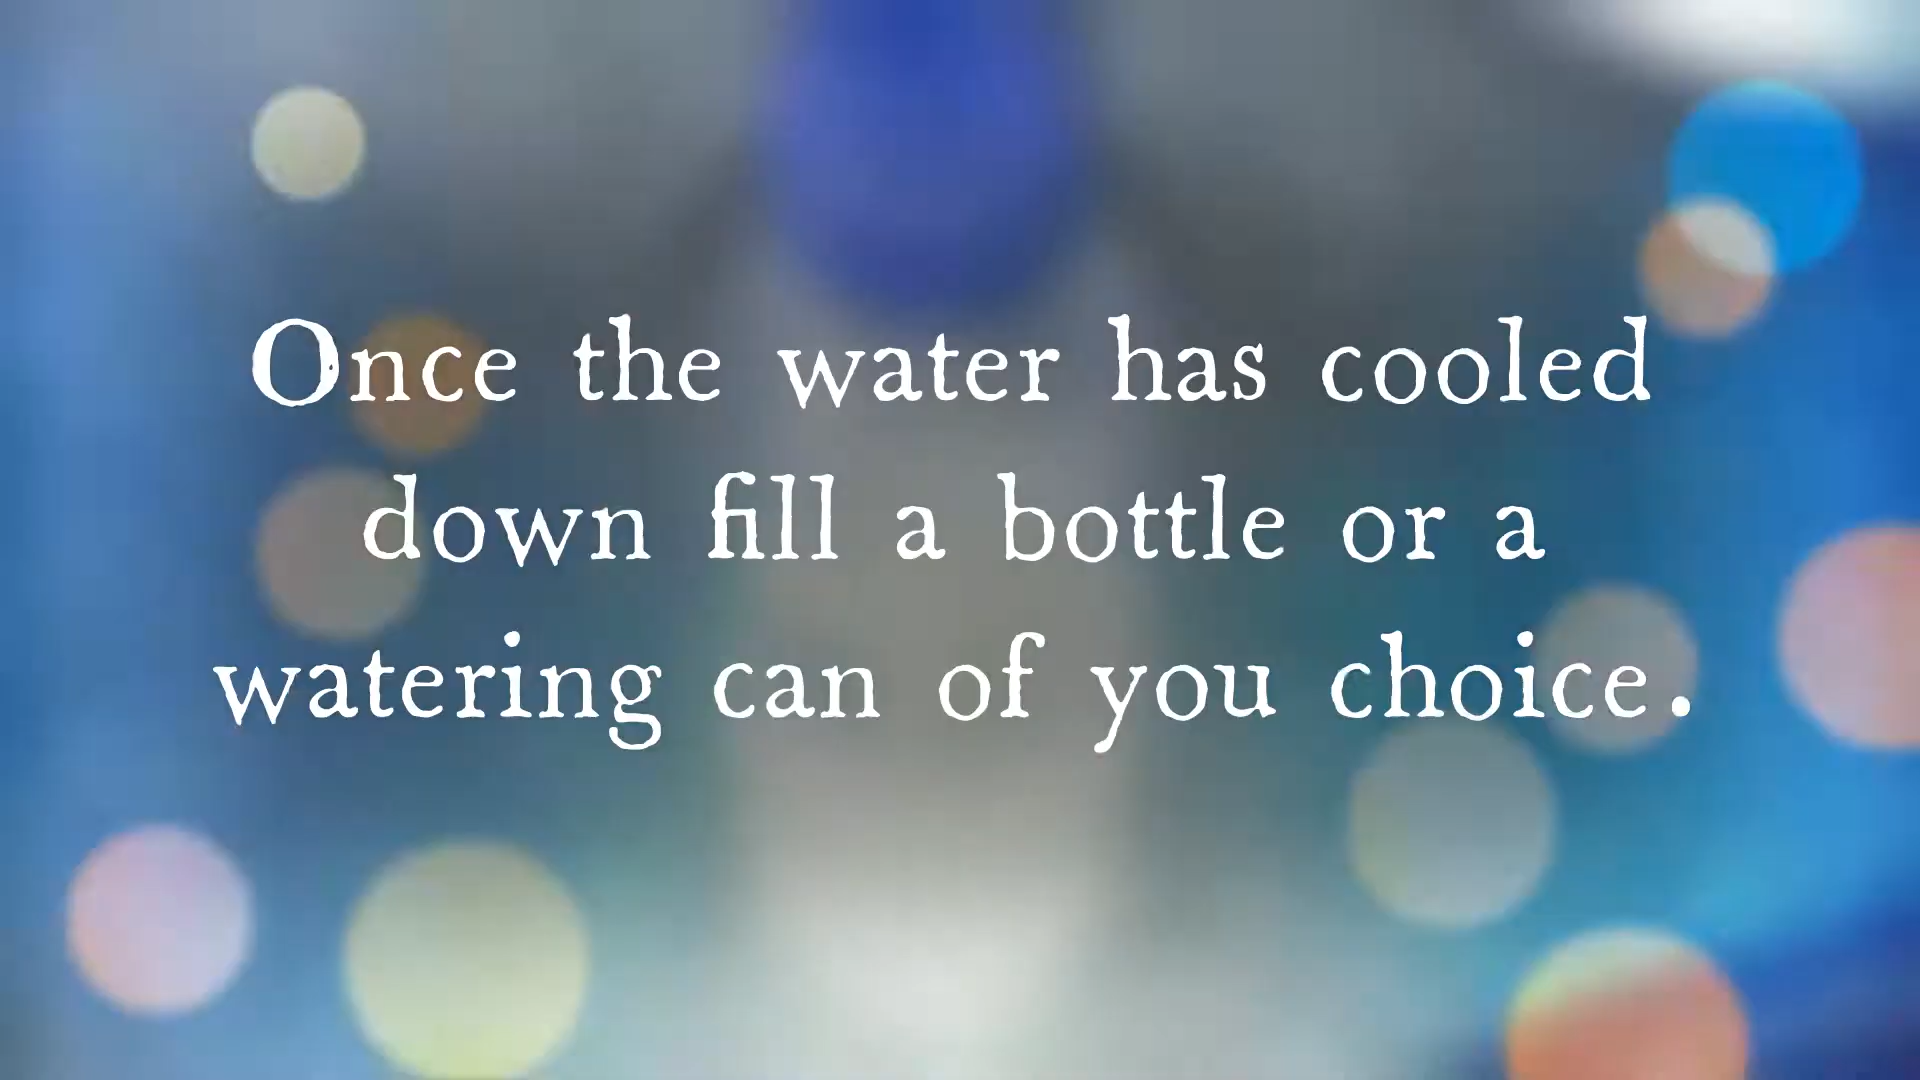 Once the water has cooled
down fill a bottle or a
watering can of you choice.